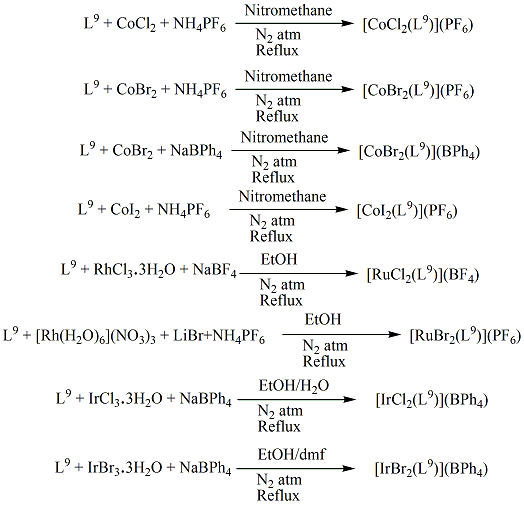 L⁹ + CoCl₂ + NH₄PF₆ Nitromethane [CoCl₂(L⁹)](PF₆)
N₂ atm
Reflux
L⁹ + CoBr₂ + NH₄PF₆ Nitromethane [CoBr₂(L⁹)](PF₆)
N₂ atm
Reflux
L⁹ + CoBr₂ + NaBPh₄ Nitromethane [CoBr₂(L⁹)](BPh₄)
N₂ atm
Reflux
L⁹ + CoI₂ + NH₄PF₆ Nitromethane [CoI₂(L⁹)](PF₆)
N₂ atm
Reflux
L⁹ + RhCl₃.3H₂O + NaBF₄ EtOH [RuCl₂(L⁹)](BF₄)
N₂ atm
Reflux
L⁹ + [Rh(H₂O)₆](NO₃)₃ + LiBr+NH₄PF₆ EtOH [RuBr₂(L⁹)](PF₆)
N₂ atm
Reflux
L⁹ + IrCl₃.3H₂O + NaBPh₄ EtOH/H₂O [IrCl₂(L⁹)](BPh₄)
N₂ atm
Reflux
L⁹ + IrBr₃.3H₂O + NaBPh₄ EtOH/dmf [IrBr₂(L⁹)](BPh₄)
N₂ atm
Reflux